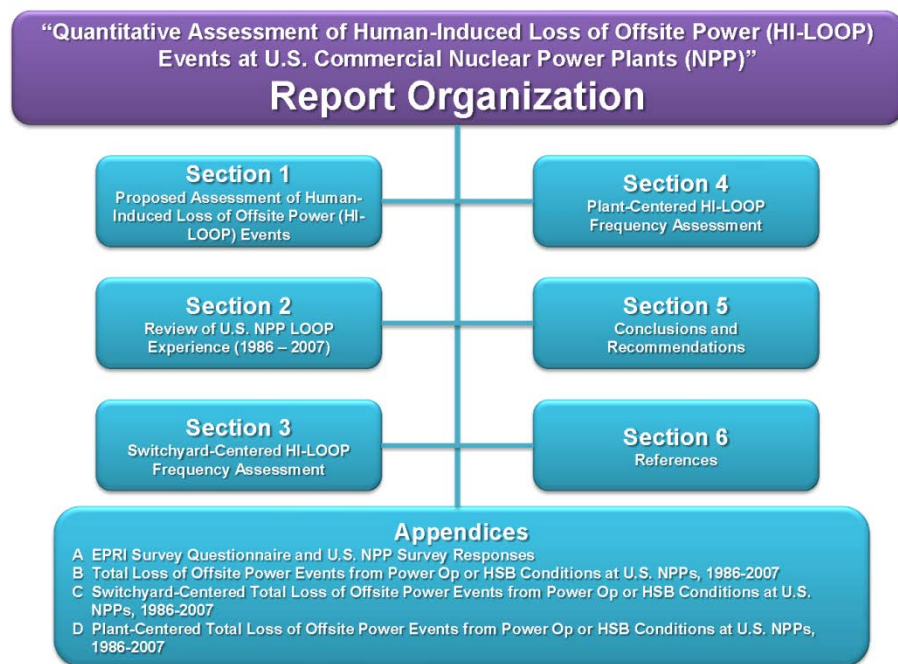 “Quantitative Assessment of Human-Induced Loss of Offsite Power (HI-LOOP)
Events at U.S. Commercial Nuclear Power Plants (NPP)”
Report Organization
Section 1
Proposed Assessment of Human-
Induced Loss of Offsite Power (HI-
LOOP) Events
Section 2
Review of U.S. NPP LOOP
Experience (1986 – 2007)
Section 3
Switchyard-Centered HI-LOOP
Frequency Assessment
Section 4
Plant-Centered HI-LOOP
Frequency Assessment
Section 5
Conclusions and
Recommendations
Section 6
References
Appendices
A EPRI Survey Questionnaire and U.S. NPP Survey Responses
B Total Loss of Offsite Power Events from Power Op or HSB Conditions at U.S. NPPs, 1986-2007
C Switchyard-Centered Total Loss of Offsite Power Events from Power Op or HSB Conditions at U.S.
NPPs, 1986-2007
D Plant-Centered Total Loss of Offsite Power Events from Power Op or HSB Conditions at U.S. NPPs,
1986-2007